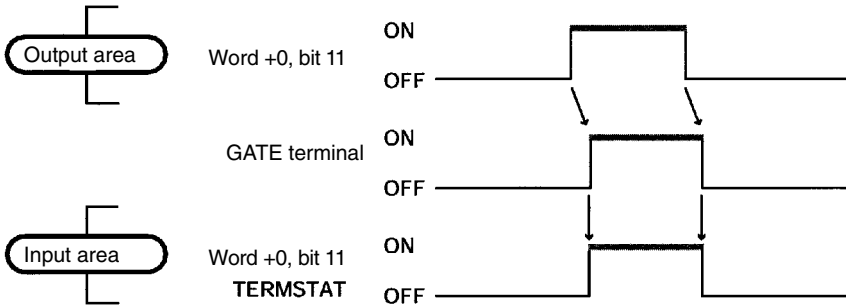 ON
Output area
Word +0, bit 11
OFF
ON
GATE terminal
OFF
ON
Input area
Word +0, bit 11
TERMSTAT
OFF